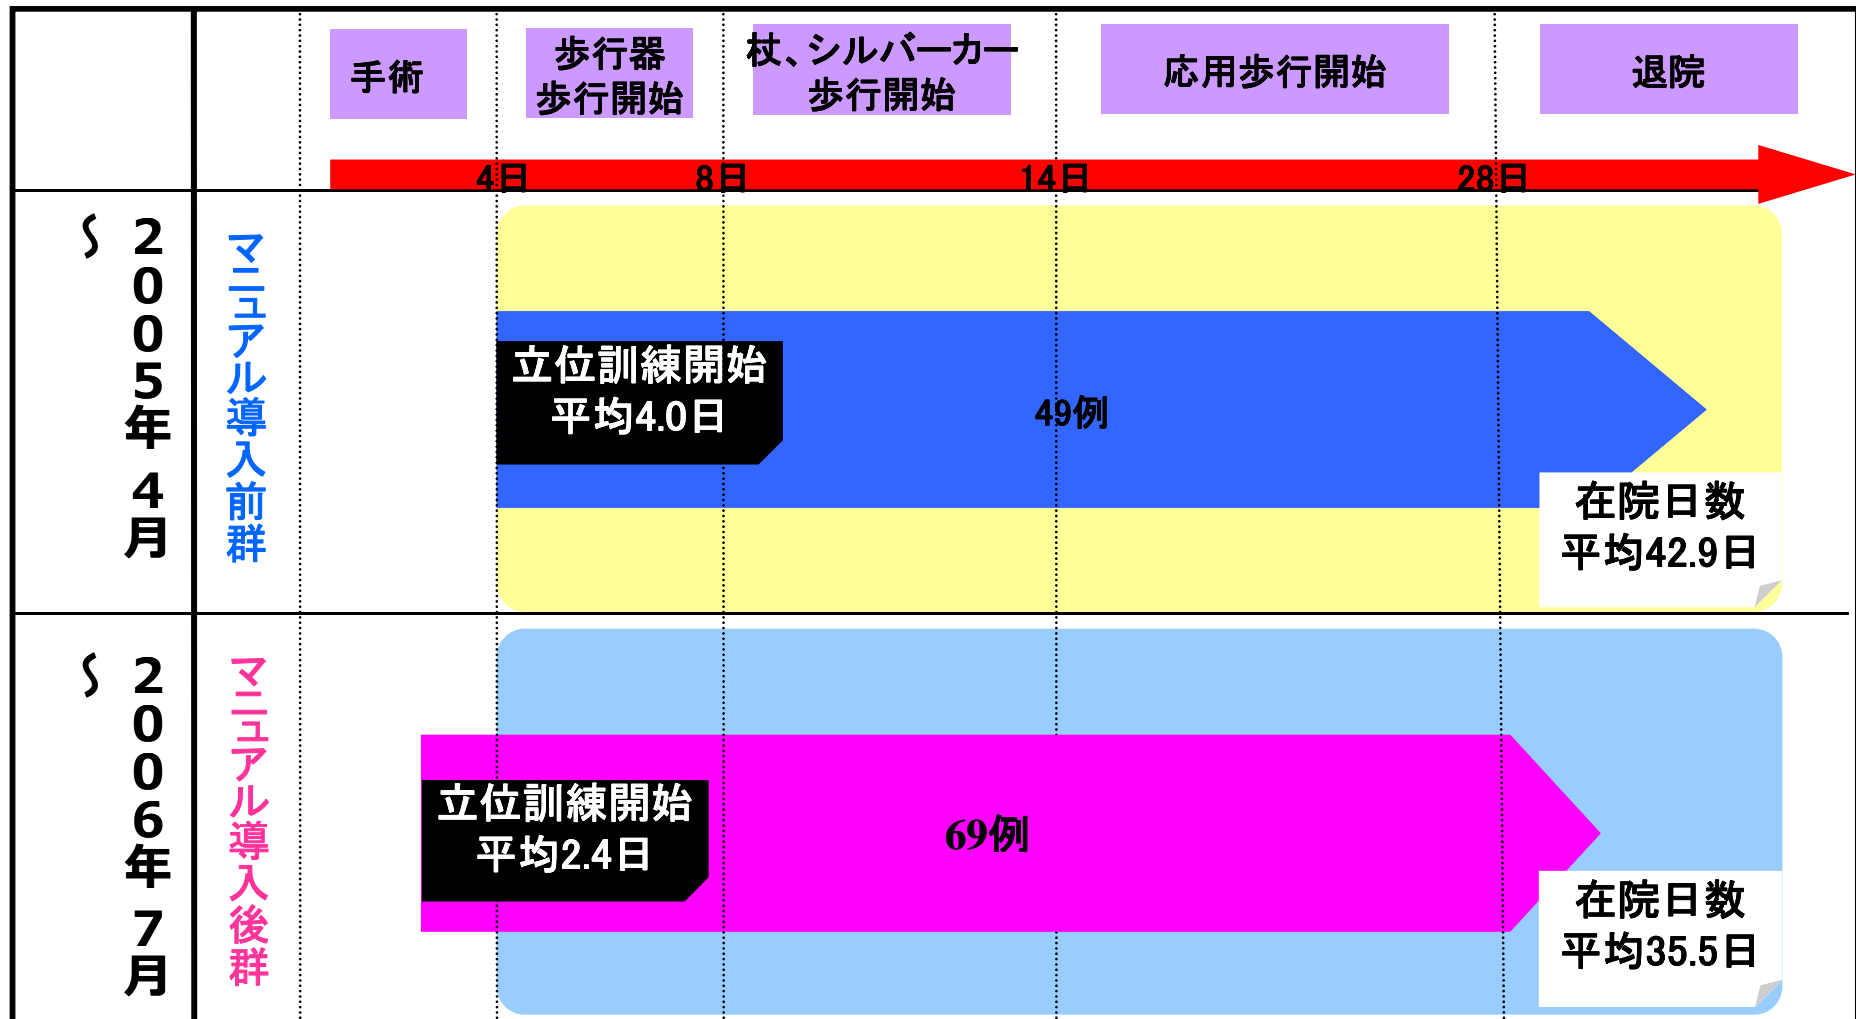 手術
歩行器
歩行開始
杖、シルバーカー
歩行開始
応用歩行開始
退院
4日
8日
14日
28日
2005年 4月
～
マニュアル導入前群
立位訓練開始
平均4.0日
49例
在院日数
平均42.9日
2006年 7月
～
マニュアル導入後群
立位訓練開始
平均2.4日
69例
在院日数
平均35.5日